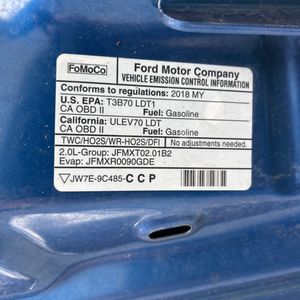 FoMoCo
Ford Motor Company
VEHICLE EMISSION CONTROL INFORMATION
Conforms to regulations: 2018 MY
U.S. EPA: T3B70 LDT1
CA OBD II Fuel: Gasoline
California: ULEV70 LDT
CA OBD II Fuel: Gasoline
TWC/HO2S/WR-HO2S/DFI No adjustments needed.
2.0L-Group: JFMXT02.01B2
Evap: JFMXR0090GDE
JW7E-9C485-CCP